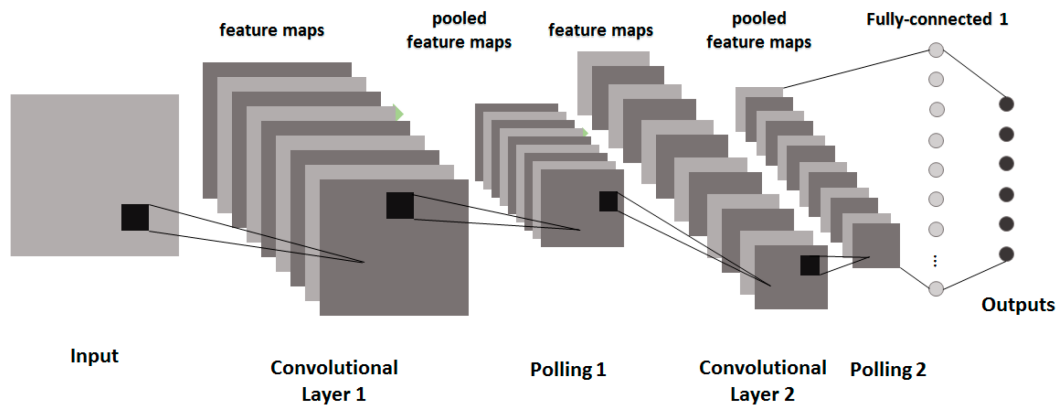 feature maps
pooled
feature maps
feature maps
pooled
feature maps
Fully-connected 1
...
Outputs
Input
Convolutional
Layer 1
Polling 1
Convolutional
Layer 2
Polling 2